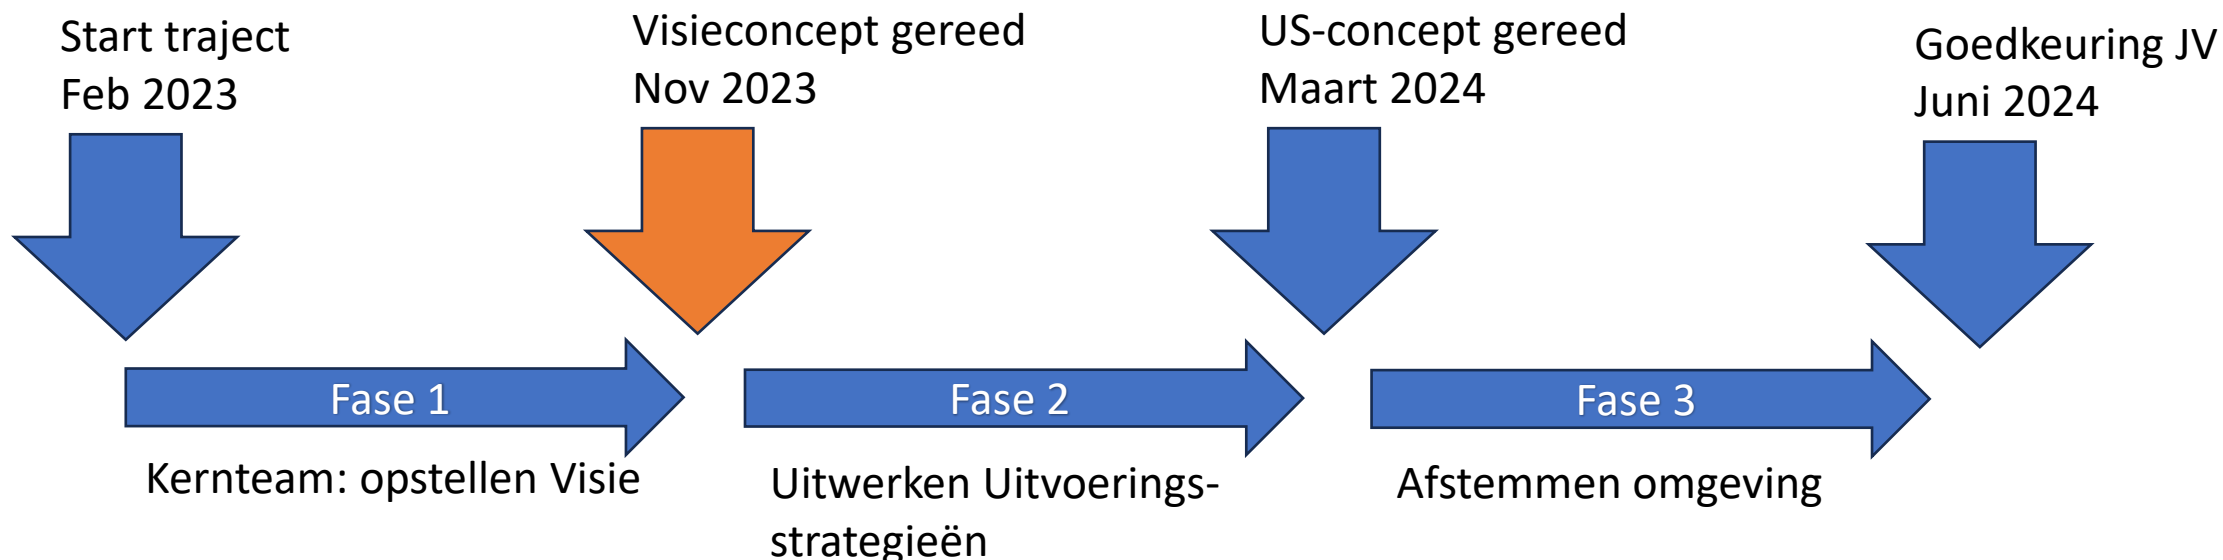 Start traject
Feb 2023
Visieconcept gereed
Nov 2023
US-concept gereed
Maart 2024
Goedkeuring JV
Juni 2024
Fase 1
Fase 2
Fase 3
Kernteam: opstellen Visie
Uitwerken Uitvoerings-
strategieën
Afstemmen omgeving